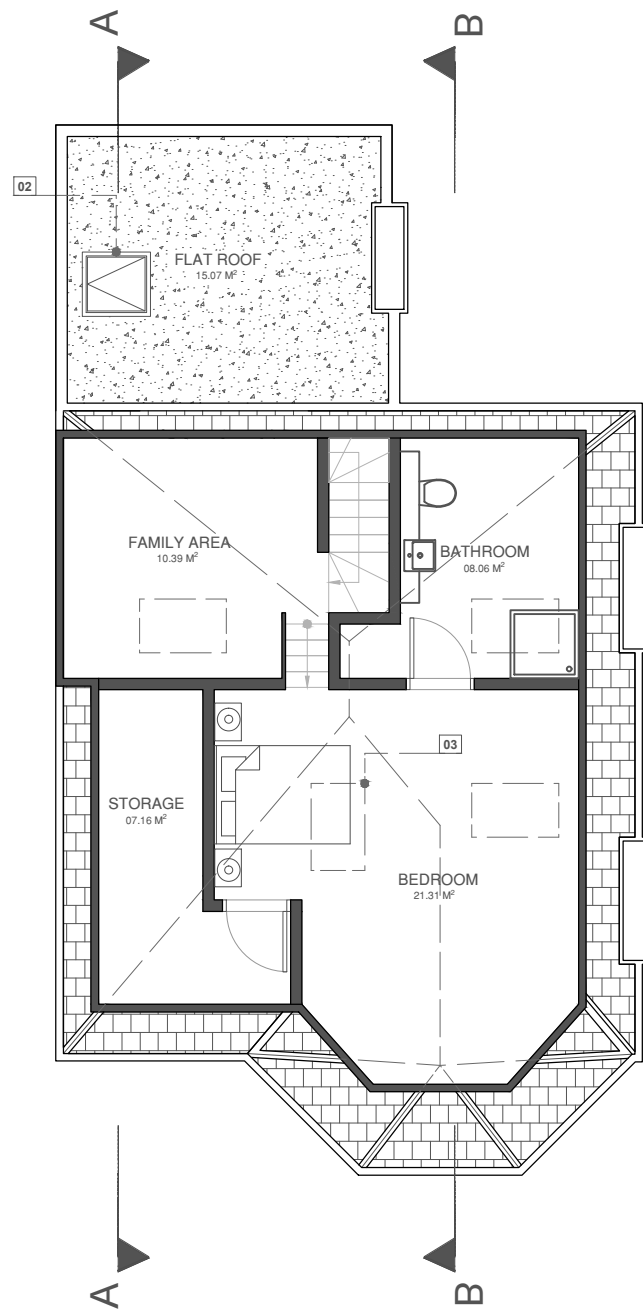 A
B
02
FLAT ROOF
15.07 M²
FAMILY AREA
10.39 M²
BATHROOM
08.06 M²
03
STORAGE
07.16 M²
BEDROOM
21.31 M²
A
B